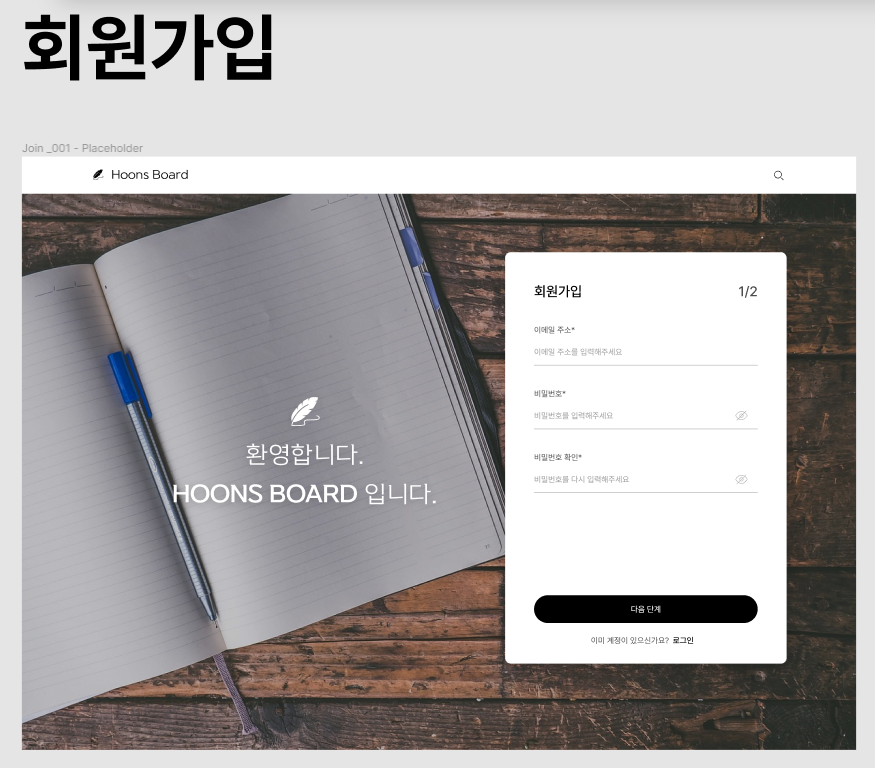 회원가입
Join _001 - Placeholder
Hoons Board
환영합니다.
HOONS BOARD 입니다.
회원가입 1/2
이메일 주소*
이메일 주소를 입력해주세요
비밀번호*
비밀번호를 입력해주세요
비밀번호 확인*
비밀번호를 다시 입력해주세요
다음 단계
이미 계정이 있으신가요? 로그인